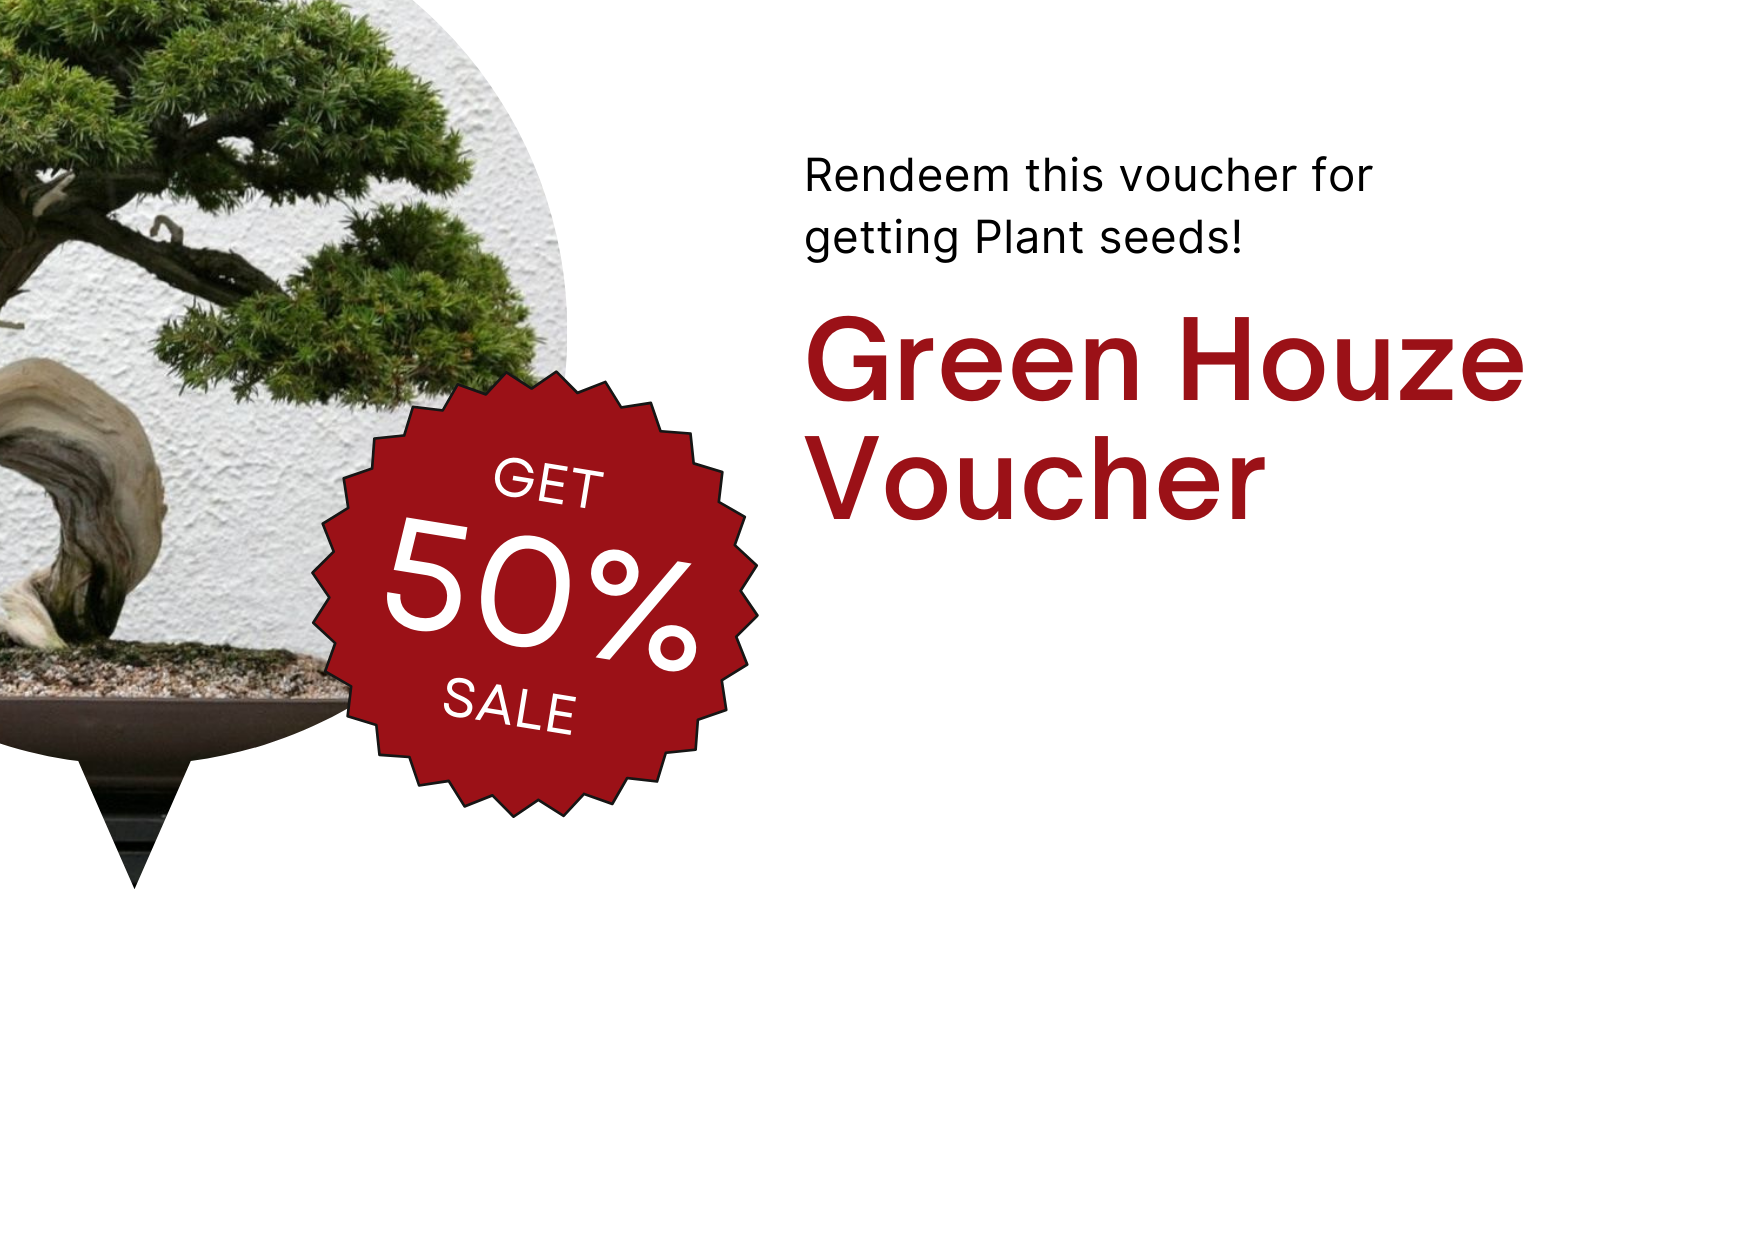 Rendeem this voucher for
getting Plant seeds!
Green Houze
Voucher
GET
50%
SALE